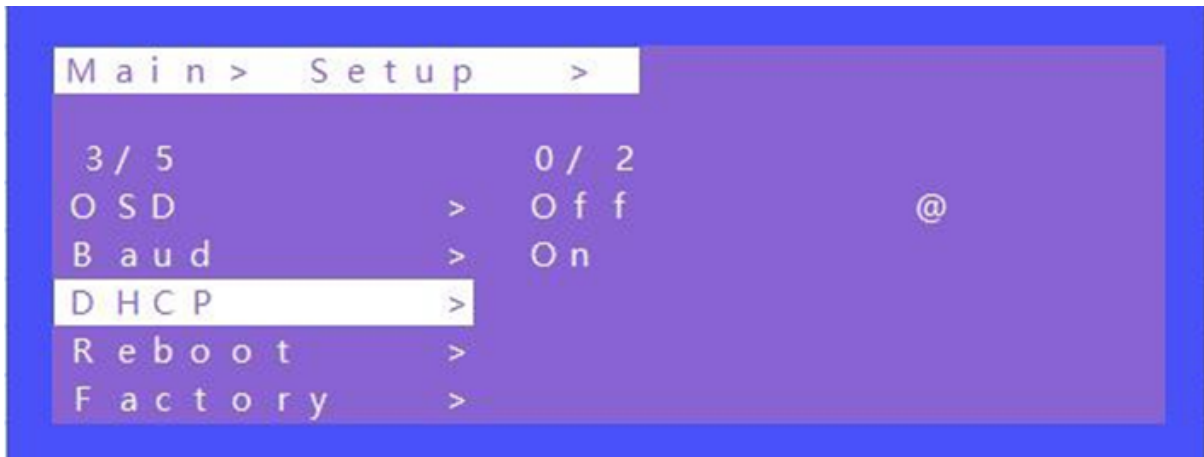 Main> Setup >
3/ 5 0/ 2
OSD > Off @
Baud > On
DHCP >
Reboot >
Factory >